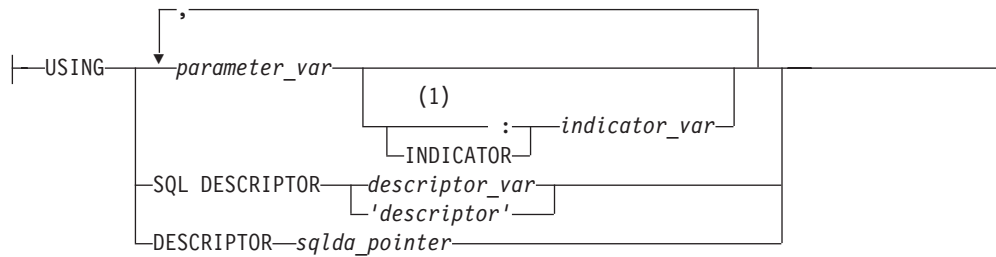 ,
USING parameter_var
(1)
: indicator_var
INDICATOR
SQL DESCRIPTOR descriptor_var
'descriptor'
DESCRIPTOR sqlda_pointer